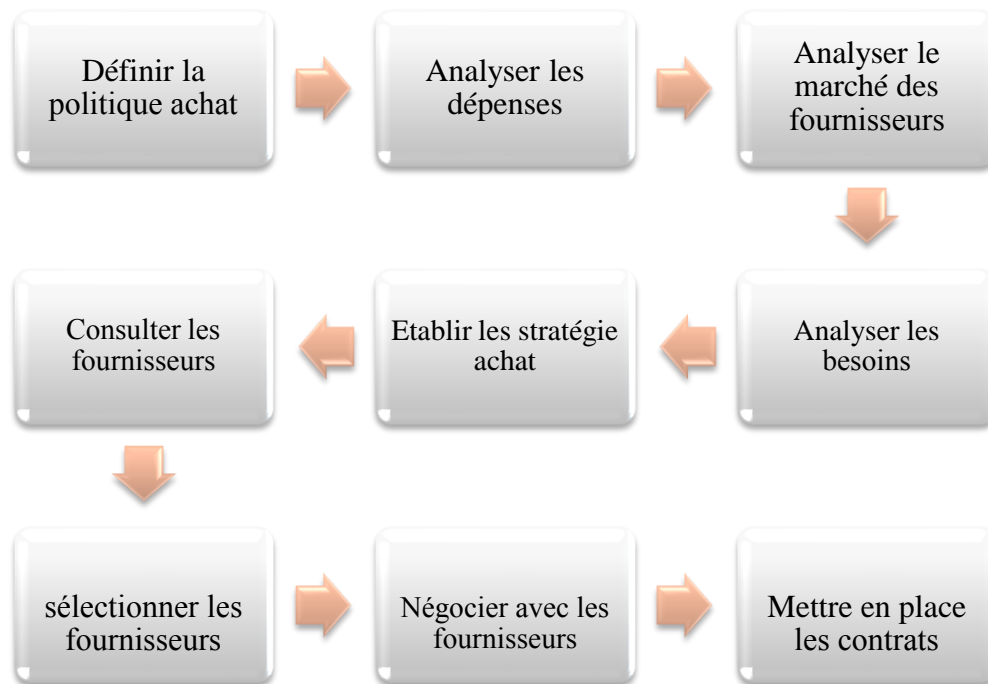 Définir la
politique achat
Analyser les
dépenses
Analyser le
marché des
fournisseurs
Analyser les
besoins
Etablir les stratégie
achat
Consulter les
fournisseurs
sélectionner les
fournisseurs
Négocier avec les
fournisseurs
Mettre en place
les contrats